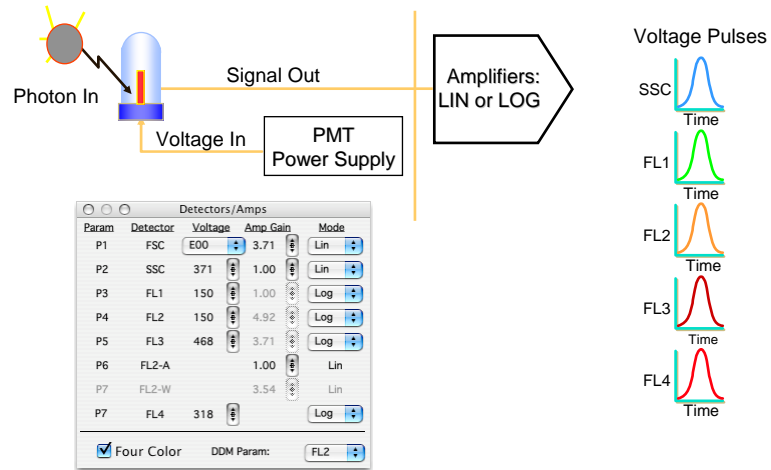 Voltage Pulses
Photon In
Signal Out
Voltage In
PMT
Power Supply
Amplifiers:
LIN or LOG
SSC
Time
FL1
Time
FL2
Time
FL3
Time
FL4
Time
Detectors/Amps
Param Detector Voltage Amp Gain Mode
P1 FSC E00 3.71 Lin
P2 SSC 371 1.00 Lin
P3 FL1 150 1.00 Log
P4 FL2 150 4.92 Log
P5 FL3 468 3.71 Log
P6 FL2-A 1.00 Lin
P7 FL2-W 3.54 Lin
P7 FL4 318 Log
Four Color DDM Param: FL2